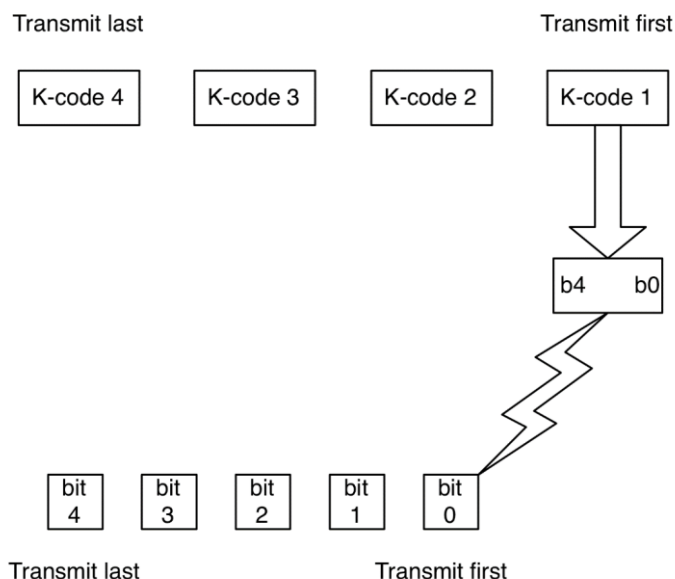 Transmit last Transmit first
K-code 4 K-code 3 K-code 2 K-code 1
b4 b0
bit bit bit bit bit
4 3 2 1 0
Transmit last Transmit first